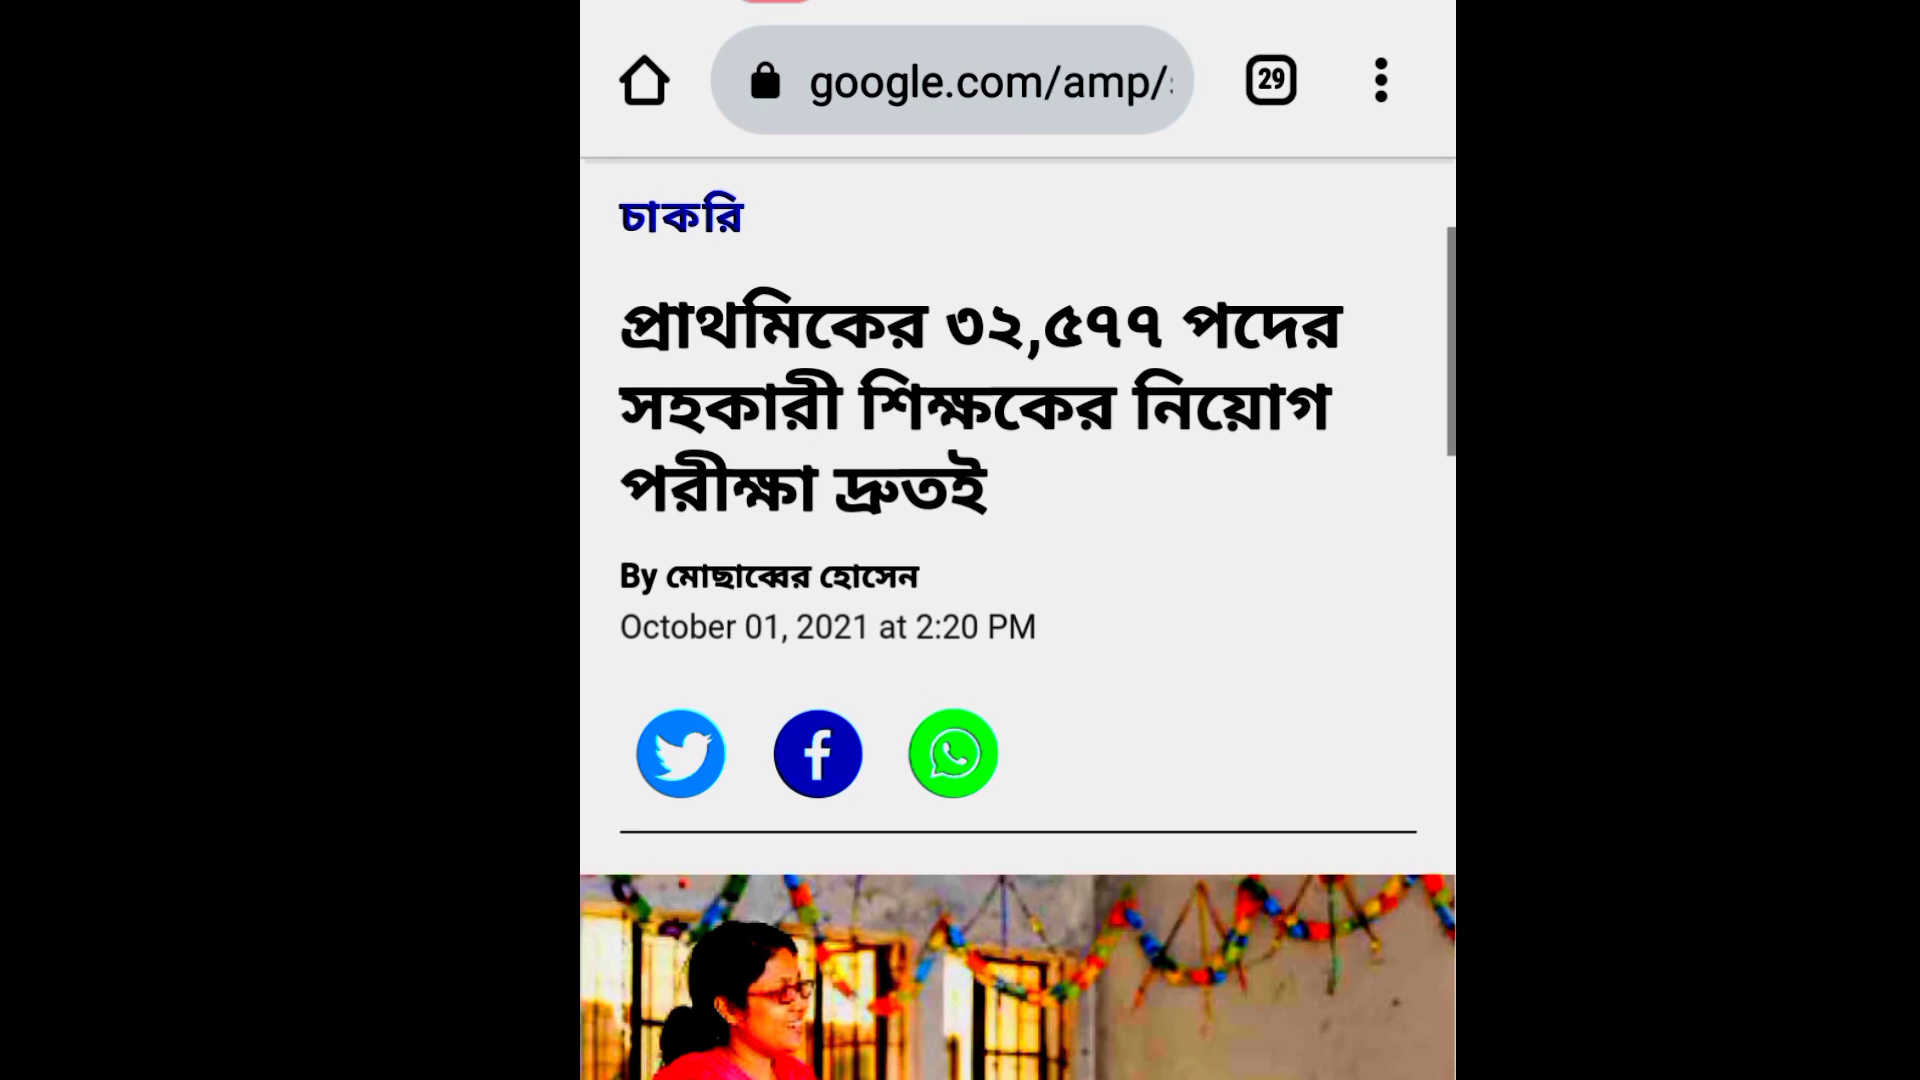 google.com/amp/
29
চাকরি
প্রাথমিকের ৩২,৫৭৭ পদের
সহকারী শিক্ষকের নিয়োগ
পরীক্ষা দ্রুতই
By মোছাব্বের হোসেন
October 01, 2021 at 2:20 PM